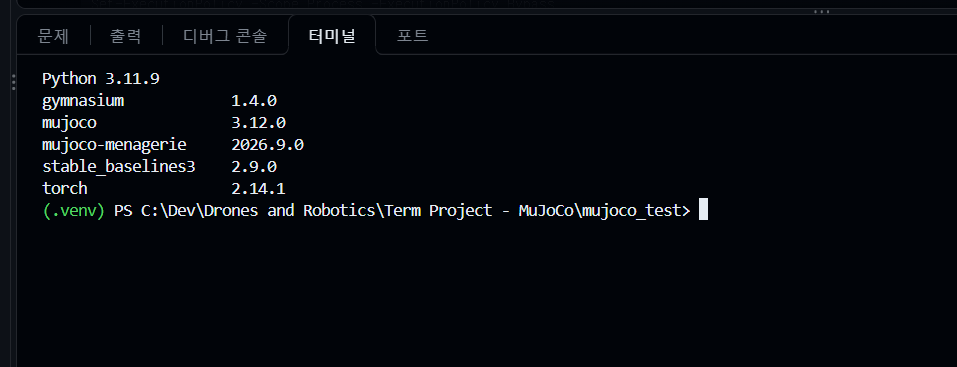 문제 출력 디버그 콘솔 터미널 포트
Python 3.11.9
gymnasium 1.4.0
mujoco 3.12.0
mujoco-menagerie 2026.9.0
stable_baselines3 2.9.0
torch 2.14.1
(.venv) PS C:\Dev\Drones and Robotics\Term Project - MuJoCo\mujoco_test>